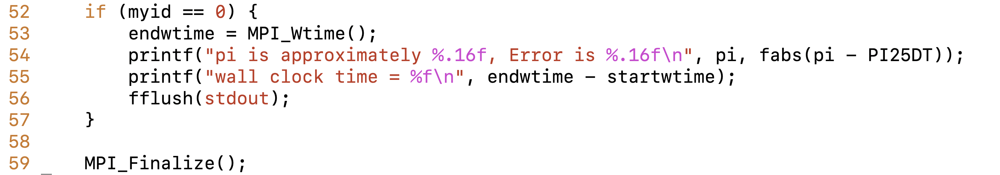 52     if (myid == 0) {
53         endwtime = MPI_Wtime();
54         printf("pi is approximately %.16f, Error is %.16f\n", pi, fabs(pi - PI25DT));
55         printf("wall clock time = %f\n", endwtime - startwtime);
56         fflush(stdout);
57     }
58
59     MPI_Finalize();